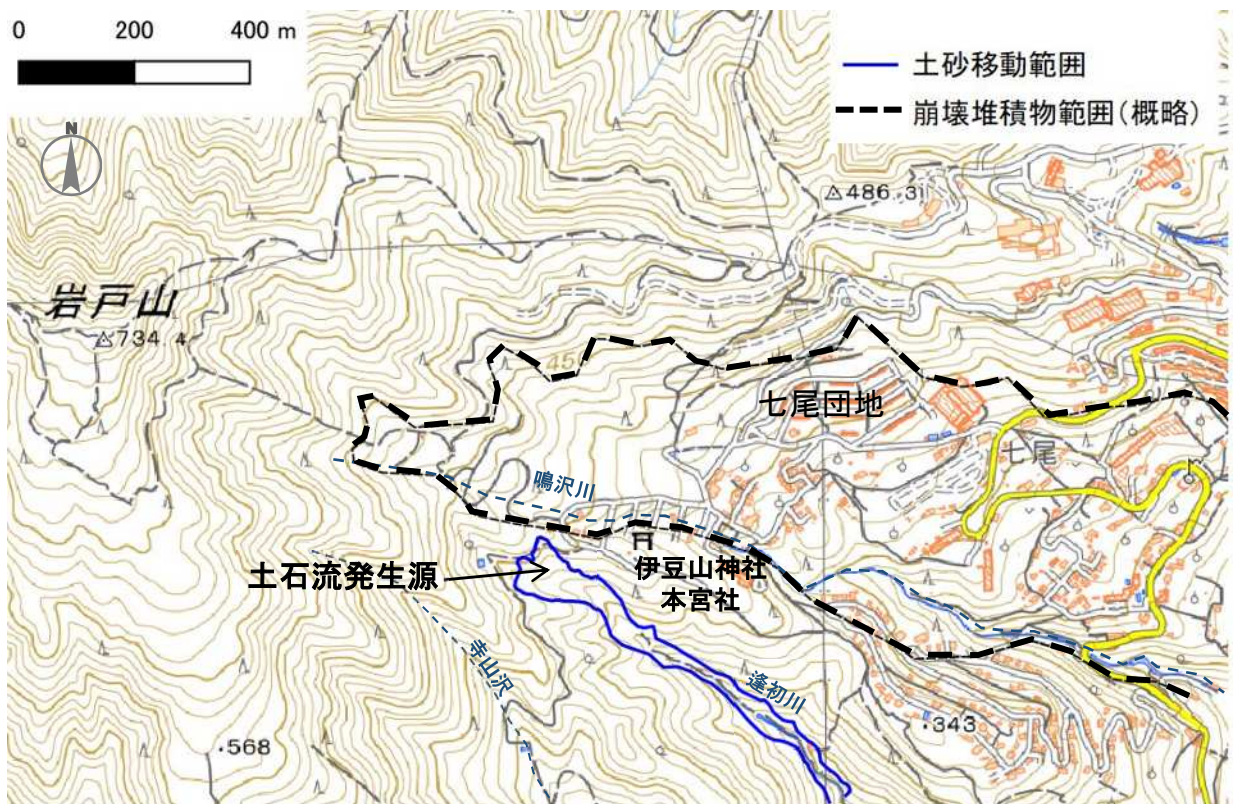 0 200 400 m
土砂移動範囲
崩壊堆積物範囲(概略)
N
486.3
岩戸山
734.4
45
七尾団地
七尾
鳴沢川
土石流発生源
伊豆山神社
本宮社
寺山沢
逢初川
・343
・568